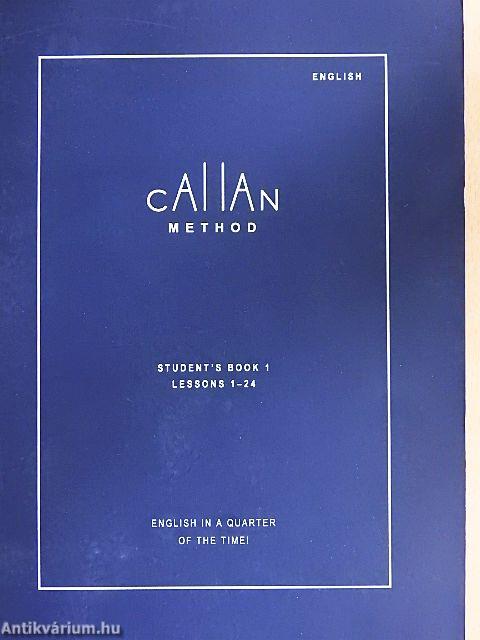 ENGLISH
CALLAN
METHOD
STUDENT'S BOOK 1
LESSONS 1–24
ENGLISH IN A QUARTER
OF THE TIME!
Antikvárium.hu